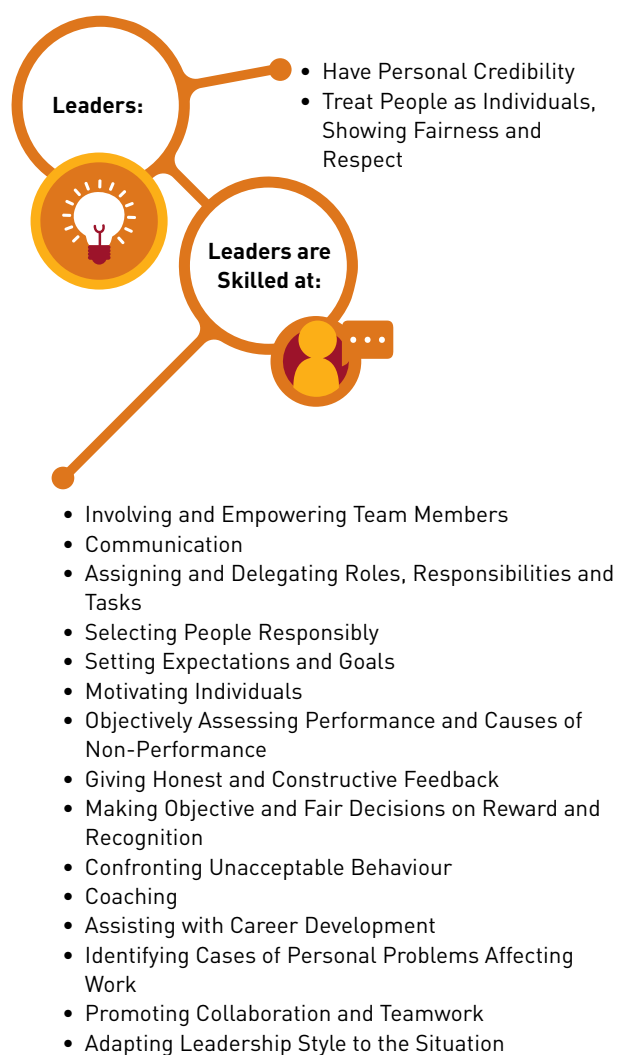 Leaders:
• Have Personal Credibility
• Treat People as Individuals,
Showing Fairness and
Respect
Leaders are
Skilled at:
• Involving and Empowering Team Members
• Communication
• Assigning and Delegating Roles, Responsibilities and
Tasks
• Selecting People Responsibly
• Setting Expectations and Goals
• Motivating Individuals
• Objectively Assessing Performance and Causes of
Non-Performance
• Giving Honest and Constructive Feedback
• Making Objective and Fair Decisions on Reward and
Recognition
• Confronting Unacceptable Behaviour
• Coaching
• Assisting with Career Development
• Identifying Cases of Personal Problems Affecting
Work
• Promoting Collaboration and Teamwork
• Adapting Leadership Style to the Situation